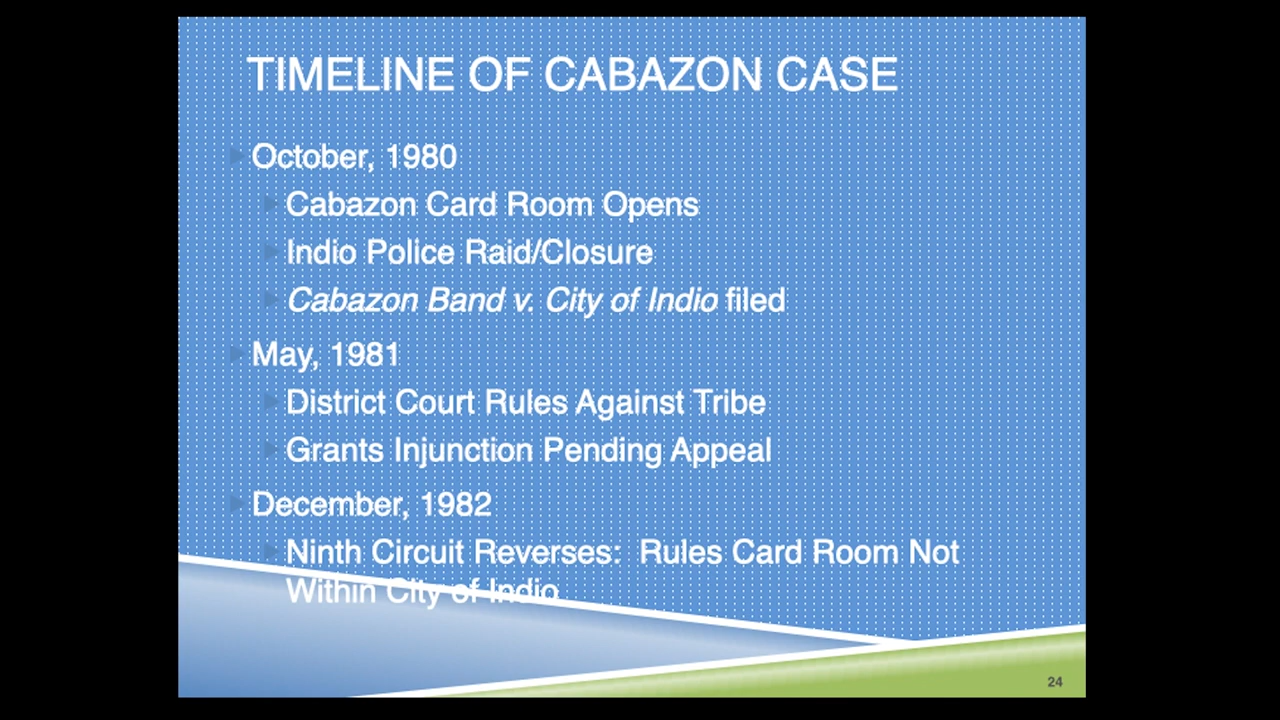 TIMELINE OF CABAZON CASE
October, 1980
Cabazon Card Room Opens
Indio Police Raid/Closure
Cabazon Band v. City of Indio filed
May, 1981
District Court Rules Against Tribe
Grants Injunction Pending Appeal
December, 1982
Ninth Circuit Reverses:  Rules Card Room Not
Within City of Indio
24